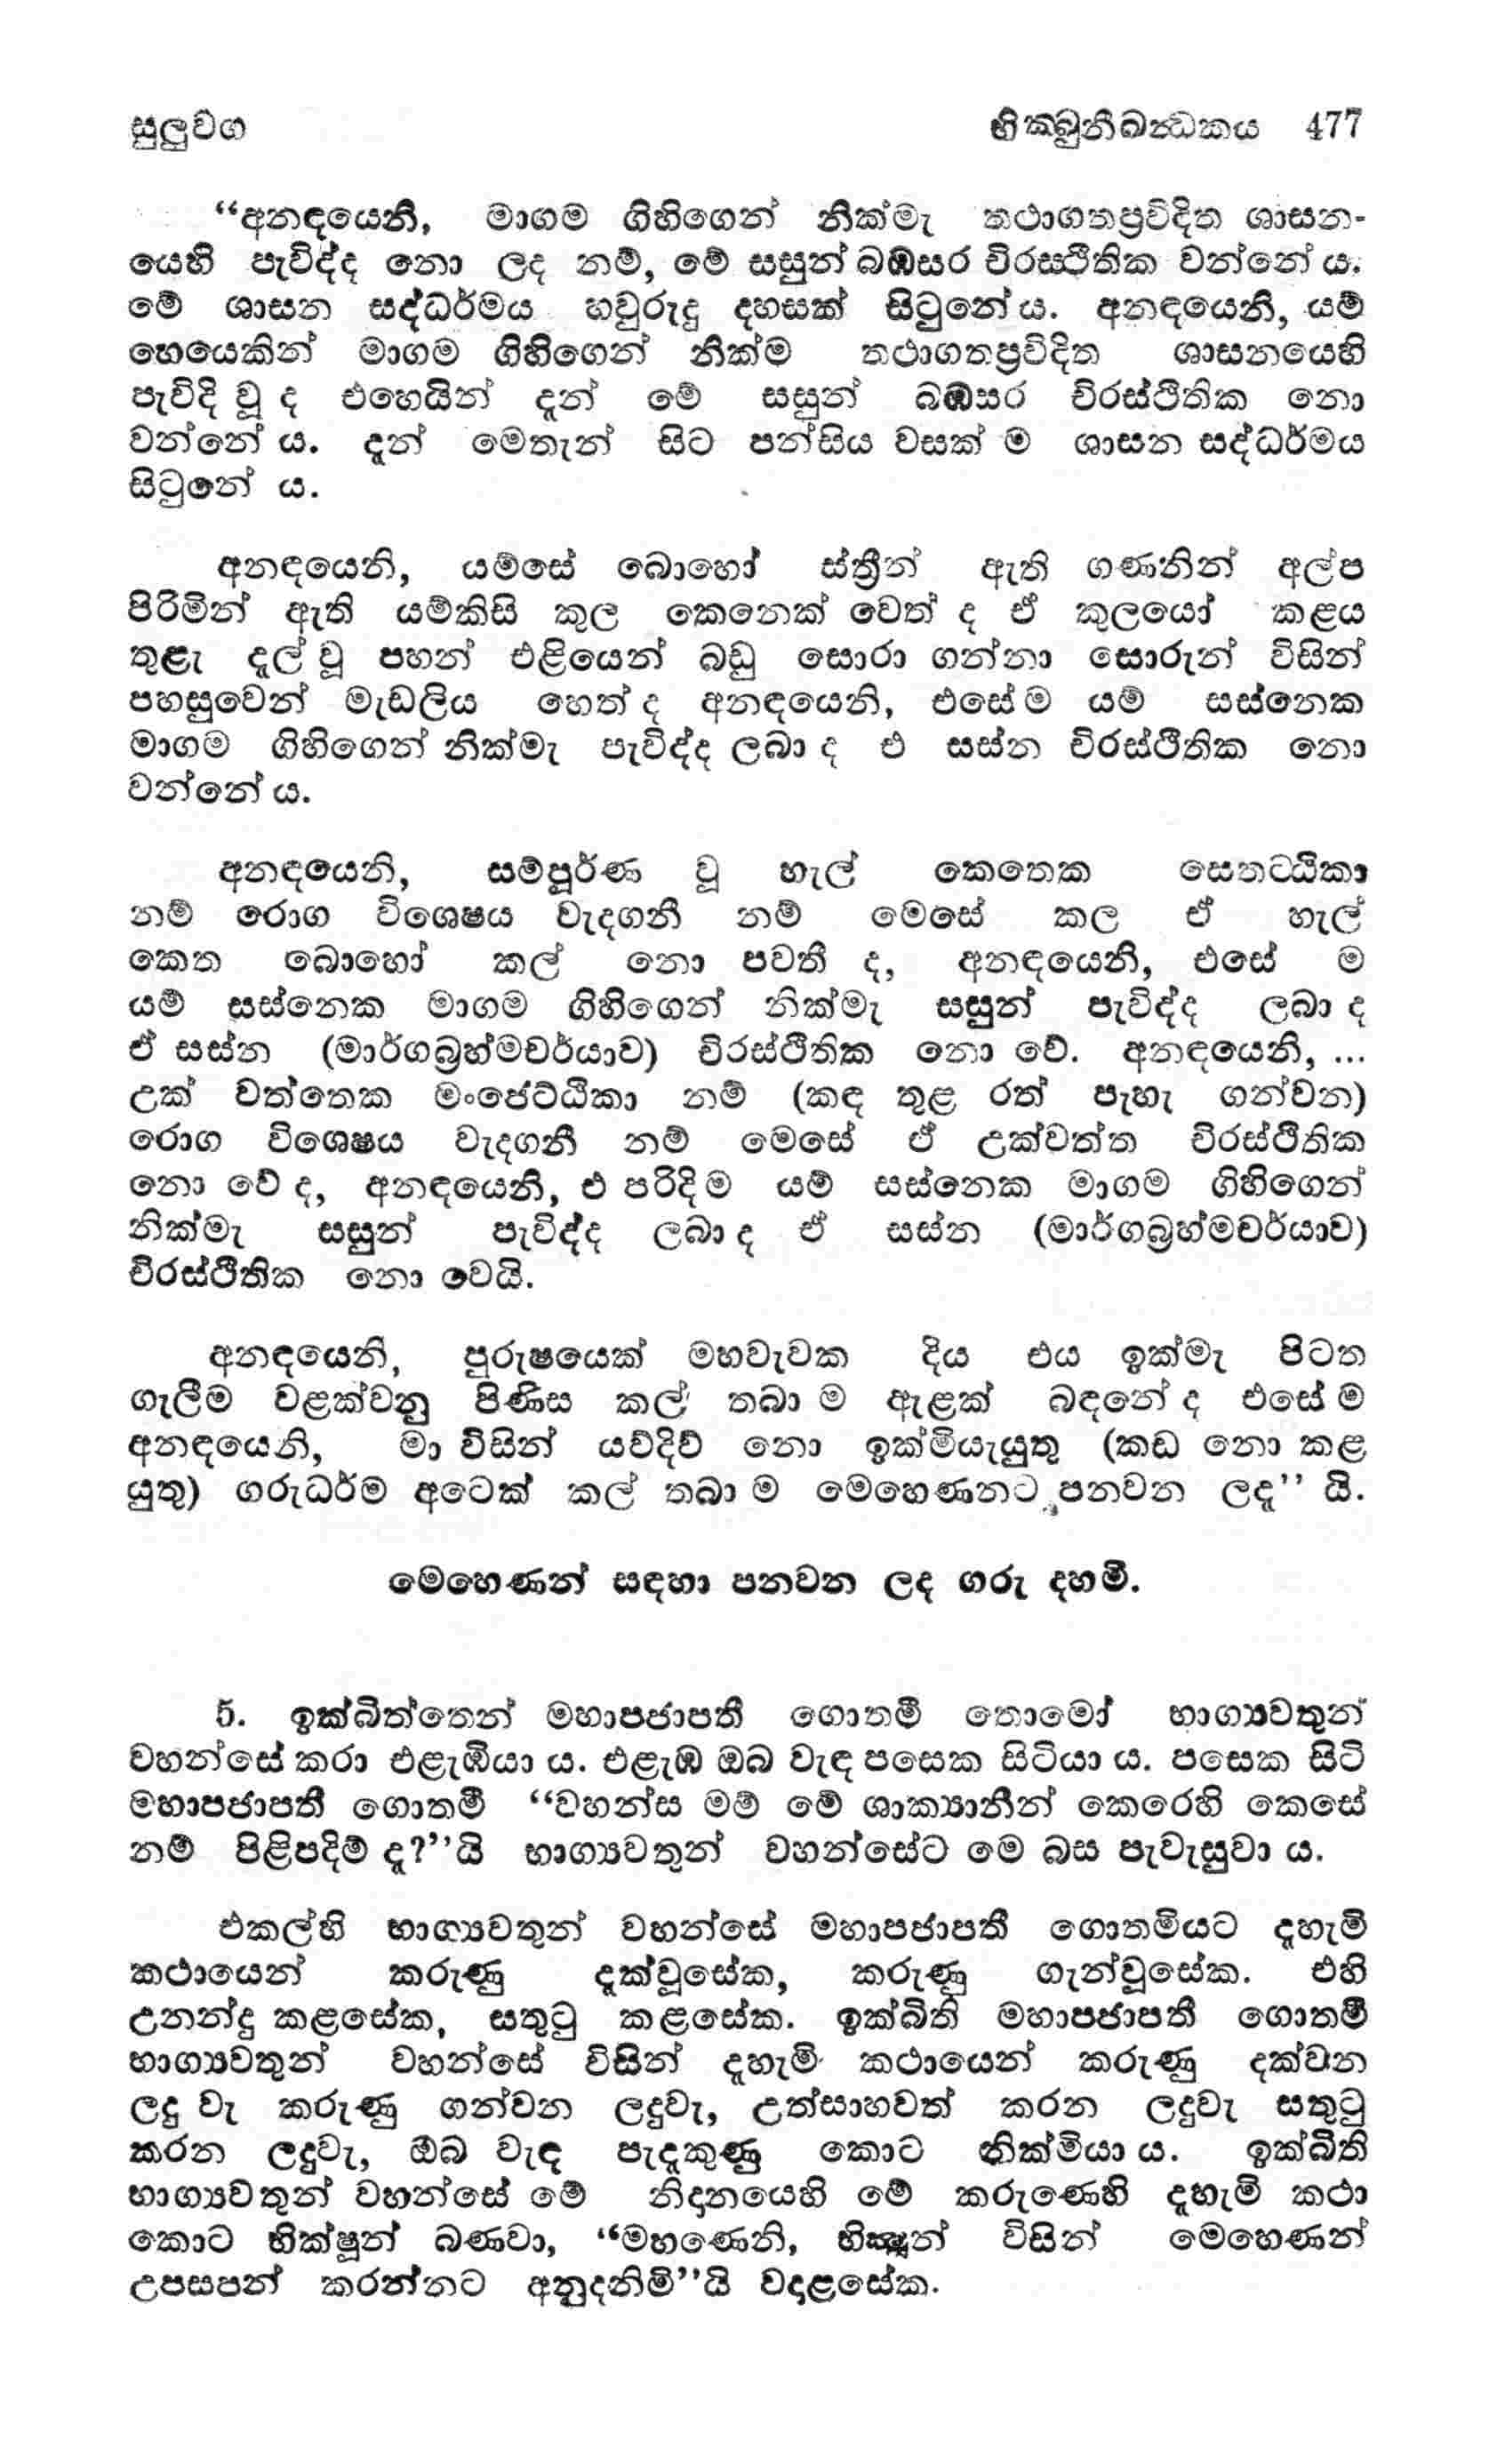 සුලුවග භික්ඛුනීඛන්ධකය 477
“අනඳයෙනි, මාගම ගිහිගෙන් නික්මැ තථාගතප්‍රවිදිත ශාසන-
යෙහි පැවිද්ද නො ලද නම්, මේ සසුන් බඹසර චිරස්ථිතික වන්නේ ය.
මේ ශාසන සද්ධර්මය හවුරුදු දහසක් සිටුනේ ය. අනඳයෙනි, යම්
හෙයෙකින් මාගම ගිහිගෙන් නික්ම තථාගතප්‍රවිදිත ශාසනයෙහි
පැවිදි වූ ද එහෙයින් දැන් මේ සසුන් බඹසර චිරස්ථිතික නො
වන්නේ ය. දැන් මෙතැන් සිට පන්සිය වසක් ම ශාසන සද්ධර්මය
සිටුනේ ය.
අනඳයෙනි, යම්සේ බොහෝ ස්ත්‍රීන් ඇති ගණනින් අල්ප
පිරිමින් ඇති යම්කිසි කුල කෙනෙක් වෙත් ද ඒ කුලයෝ කළය
තුළැ දැල් වූ පහන් එළියෙන් බඩු සොරා ගන්නා සොරුන් විසින්
පහසුවෙන් මැඩලිය හෙත් ද අනඳයෙනි, එසේ ම යම් සස්නෙක
මාගම ගිහිගෙන් නික්මැ පැවිද්ද ලබා ද එ සස්න චිරස්ථිතික නො
වන්නේ ය.
අනඳයෙනි, සම්පූර්ණ වූ හැල් කෙතෙක සෙතට්ඨිකා
නම් රොග විශෙෂය වැදගනී නම් මෙසේ කල ඒ හැල්
කෙත බොහෝ කල් නො පවතී ද, අනඳයෙනි, එසේ ම
යම් සස්නෙක මාගම ගිහිගෙන් නික්මැ සසුන් පැවිද්ද ලබා ද
ඒ සස්න (මාර්ගබ්‍රහ්මචර්යාව) චිරස්ථිතික නො වේ. අනඳයෙනි, ...
උක් වත්තෙක මංජෙට්ඨිකා නම් (කඳ තුළ රත් පැහැ ගන්වන)
රොග විශෙෂය වැදගනී නම් මෙසේ ඒ උක්වත්ත චිරස්ථිතික
නො වේ ද, අනඳයෙනි, එ පරිදි ම යම් සස්නෙක මාගම ගිහිගෙන්
නික්මැ සසුන් පැවිද්ද ලබා ද ඒ සස්න (මාර්ගබ්‍රහ්මචර්යාව)
චිරස්ථිතික නො වෙයි.
අනඳයෙනි, පුරුෂයෙක් මහවැවක දිය එය ඉක්මැ පිටත
ගැලීම වළක්වනු පිණිස කල් තබා ම ඇළක් බඳනේ ද එසේ ම
අනඳයෙනි, මා විසින් යව්දිව් නො ඉක්මියැයුතු (කඩ නො කළ
යුතු) ගරුධර්ම අටෙක් කල් තබා ම මෙහෙණනට පනවන ලදැ” යි.
මෙහෙණන් සඳහා පනවන ලද ගරු දහමි.
5. ඉක්බිත්තෙන් මහාපජාපතී ගොතමී තොමෝ භාග්‍යවතුන්
වහන්සේ කරා එළැඹියා ය. එළැඹ ඔබ වැඳ පසෙක සිටියා ය. පසෙක සිටි
මහාපජාපතී ගොතමී “වහන්ස මම් මේ ශාක්‍යානීන් කෙරෙහි කෙසේ
නම් පිළිපදිම් දැ?”යි භාග්‍යවතුන් වහන්සේට මෙ බස පැවැසුවා ය.
එකල්හි භාග්‍යවතුන් වහන්සේ මහාපජාපතී ගොතමියට දැහැමි
කථායෙන් කරුණු දැක්වූසේක, කරුණු ගැන්වූසේක. එහි
උනන්දු කළසේක, සතුටු කළසේක. ඉක්බිති මහාපජාපතී ගොතමී
භාග්‍යවතුන් වහන්සේ විසින් දැහැමි කථායෙන් කරුණු දක්වන
ලදු වැ කරුණු ගන්වන ලදුවැ, උත්සාහවත් කරන ලදුවැ සතුටු
කරන ලදුවැ, ඔබ වැඳ පැදකුණු කොට නික්මියා ය. ඉක්බිති
භාග්‍යවතුන් වහන්සේ මේ නිදානයෙහි මේ කරුණෙහි දැහැමි කථා
කොට භික්ෂූන් බණවා, “මහණෙනි, භික්ෂූන් විසින් මෙහෙණන්
උපසපන් කරන්නට අනුදනිමි”යි වදාළසේක.